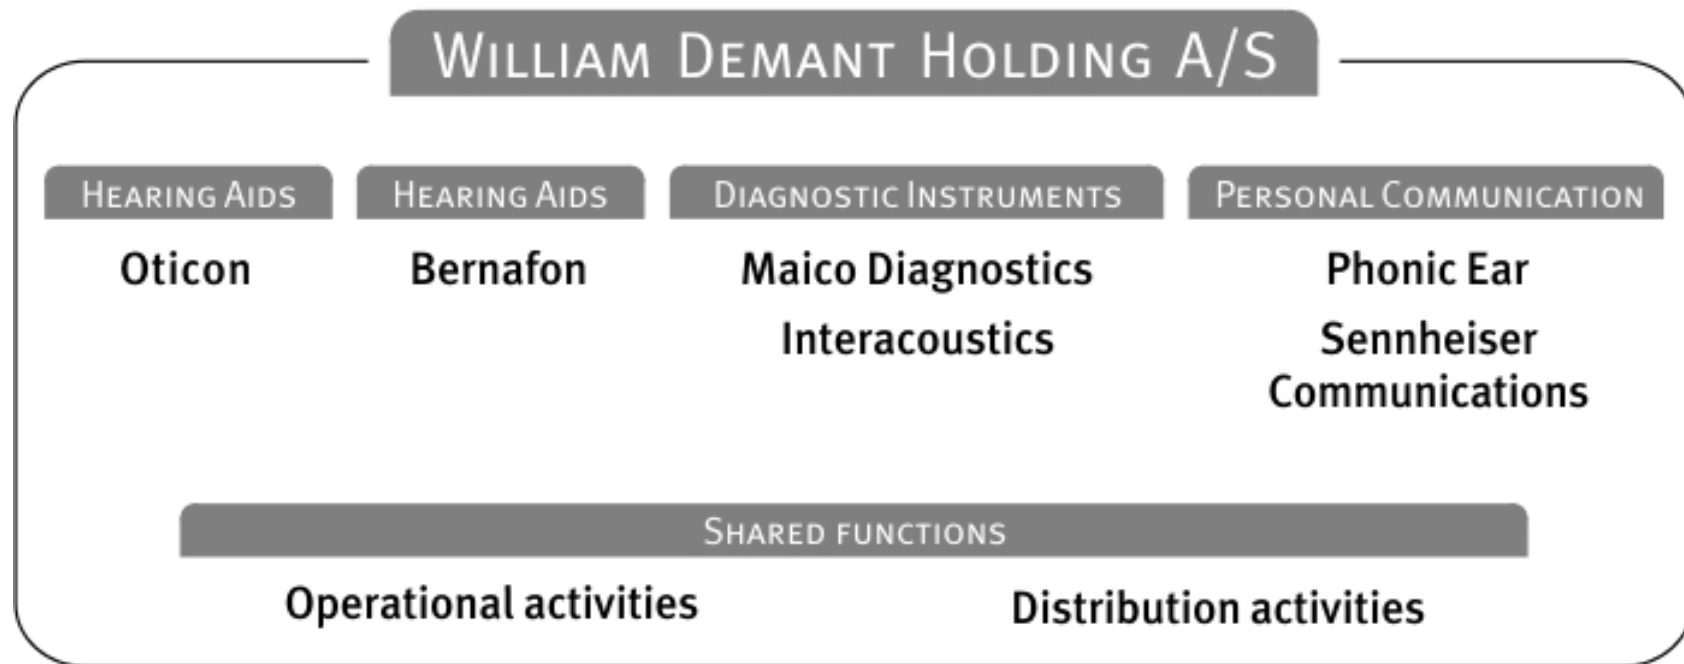 WILLIAM DEMANT HOLDING A/S
HEARING AIDS
Oticon
HEARING AIDS
Bernafon
DIAGNOSTIC INSTRUMENTS
Maico Diagnostics
Interacoustics
PERSONAL COMMUNICATION
Phonic Ear
Sennheiser
Communications
SHARED FUNCTIONS
Operational activities
Distribution activities